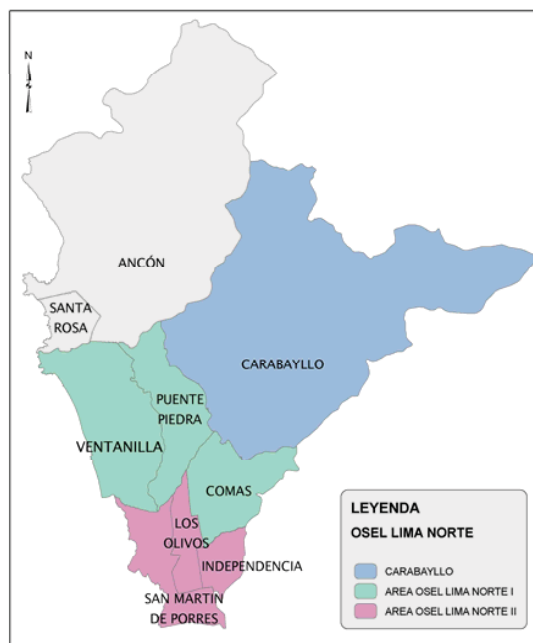 N
ANCÓN
SANTA
ROSA
CARABAYLLO
PUENTE
PIEDRA
VENTANILLA
COMAS
LOS
OLIVOS
INDEPENDENCIA
SAN MARTIN
DE PORRES
LEYENDA
OSEL LIMA NORTE
CARABAYLLO
AREA OSEL LIMA NORTE I
AREA OSEL LIMA NORTE II